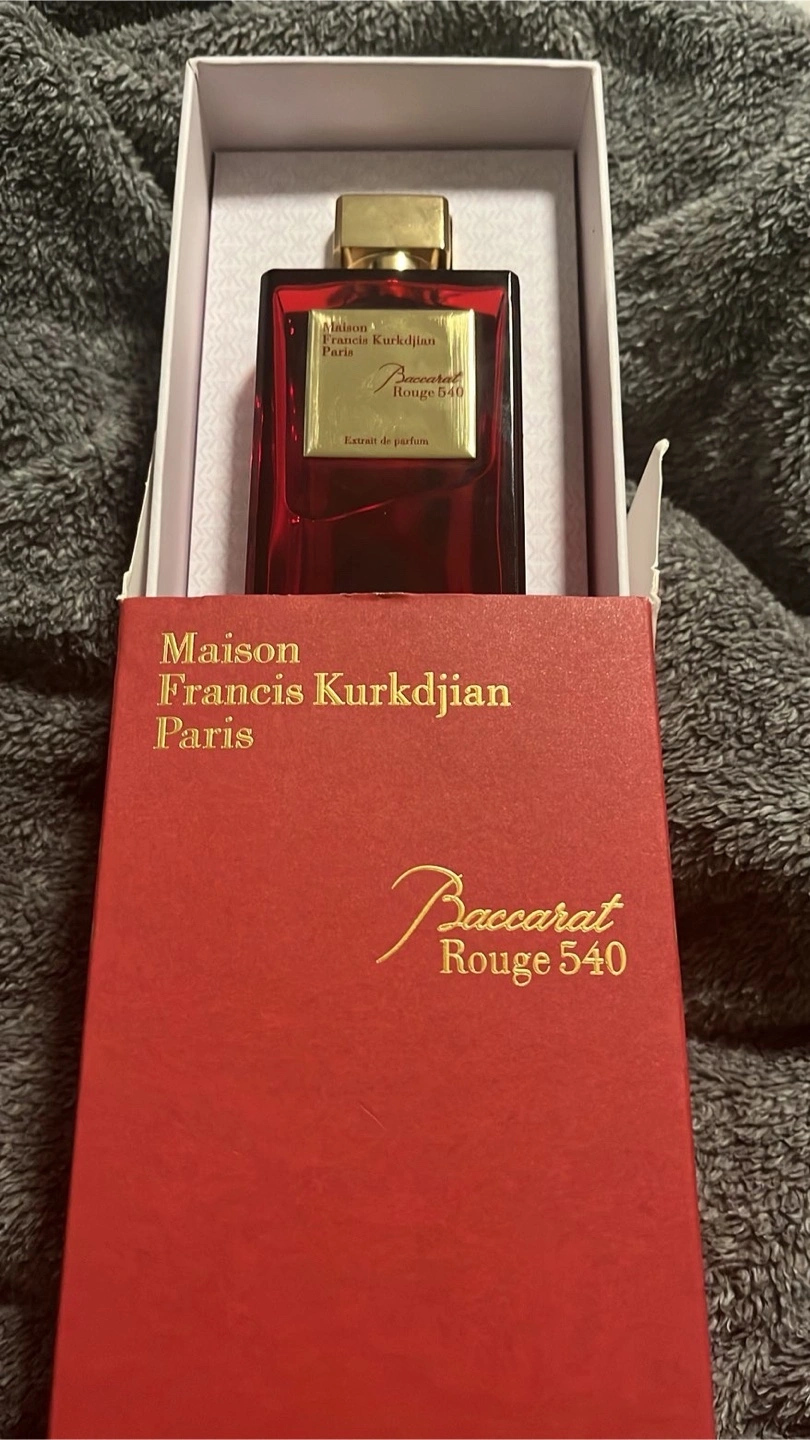 Maison
Francis Kurkdjian
Paris
Baccarat
Rouge 540
Extrait de parfum
Maison
Francis Kurkdjian
Paris
Baccarat
Rouge 540